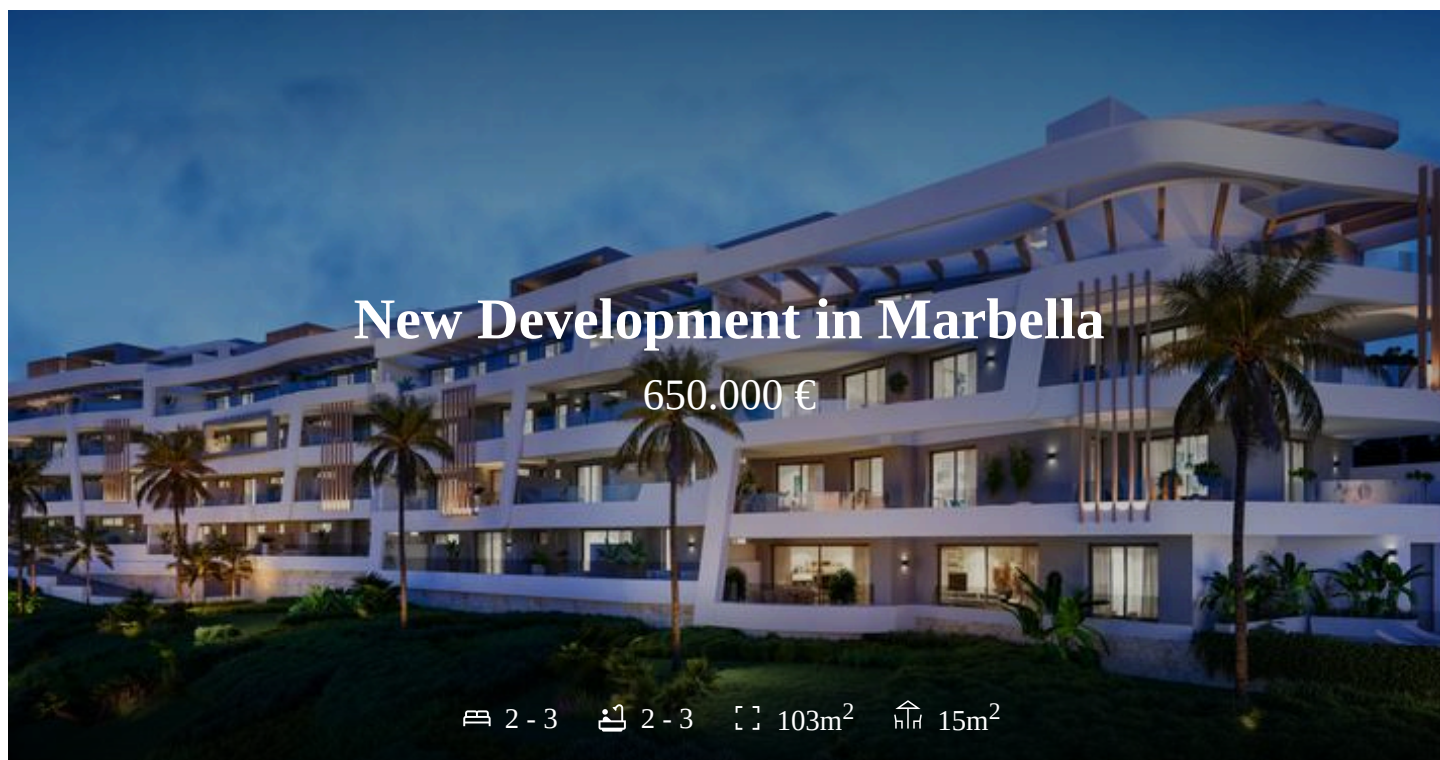 New Development in Marbella
650.000 €
2 - 3 2 - 3 103m² 15m²